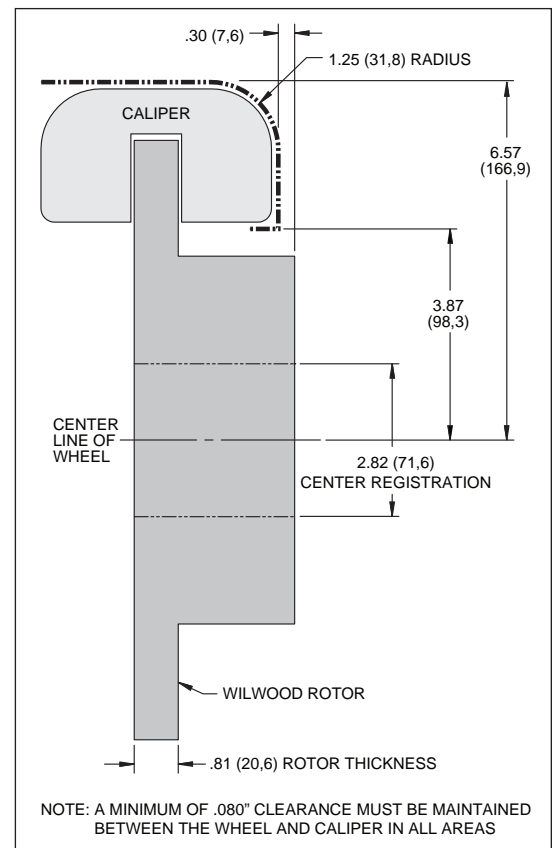 .30 (7,6)
1.25 (31,8) RADIUS
CALIPER
6.57
(166,9)
3.87
(98,3)
CENTER
LINE OF
WHEEL
2.82 (71,6)
CENTER REGISTRATION
WILWOOD ROTOR
.81 (20,6) ROTOR THICKNESS
NOTE: A MINIMUM OF .080" CLEARANCE MUST BE MAINTAINED
BETWEEN THE WHEEL AND CALIPER IN ALL AREAS